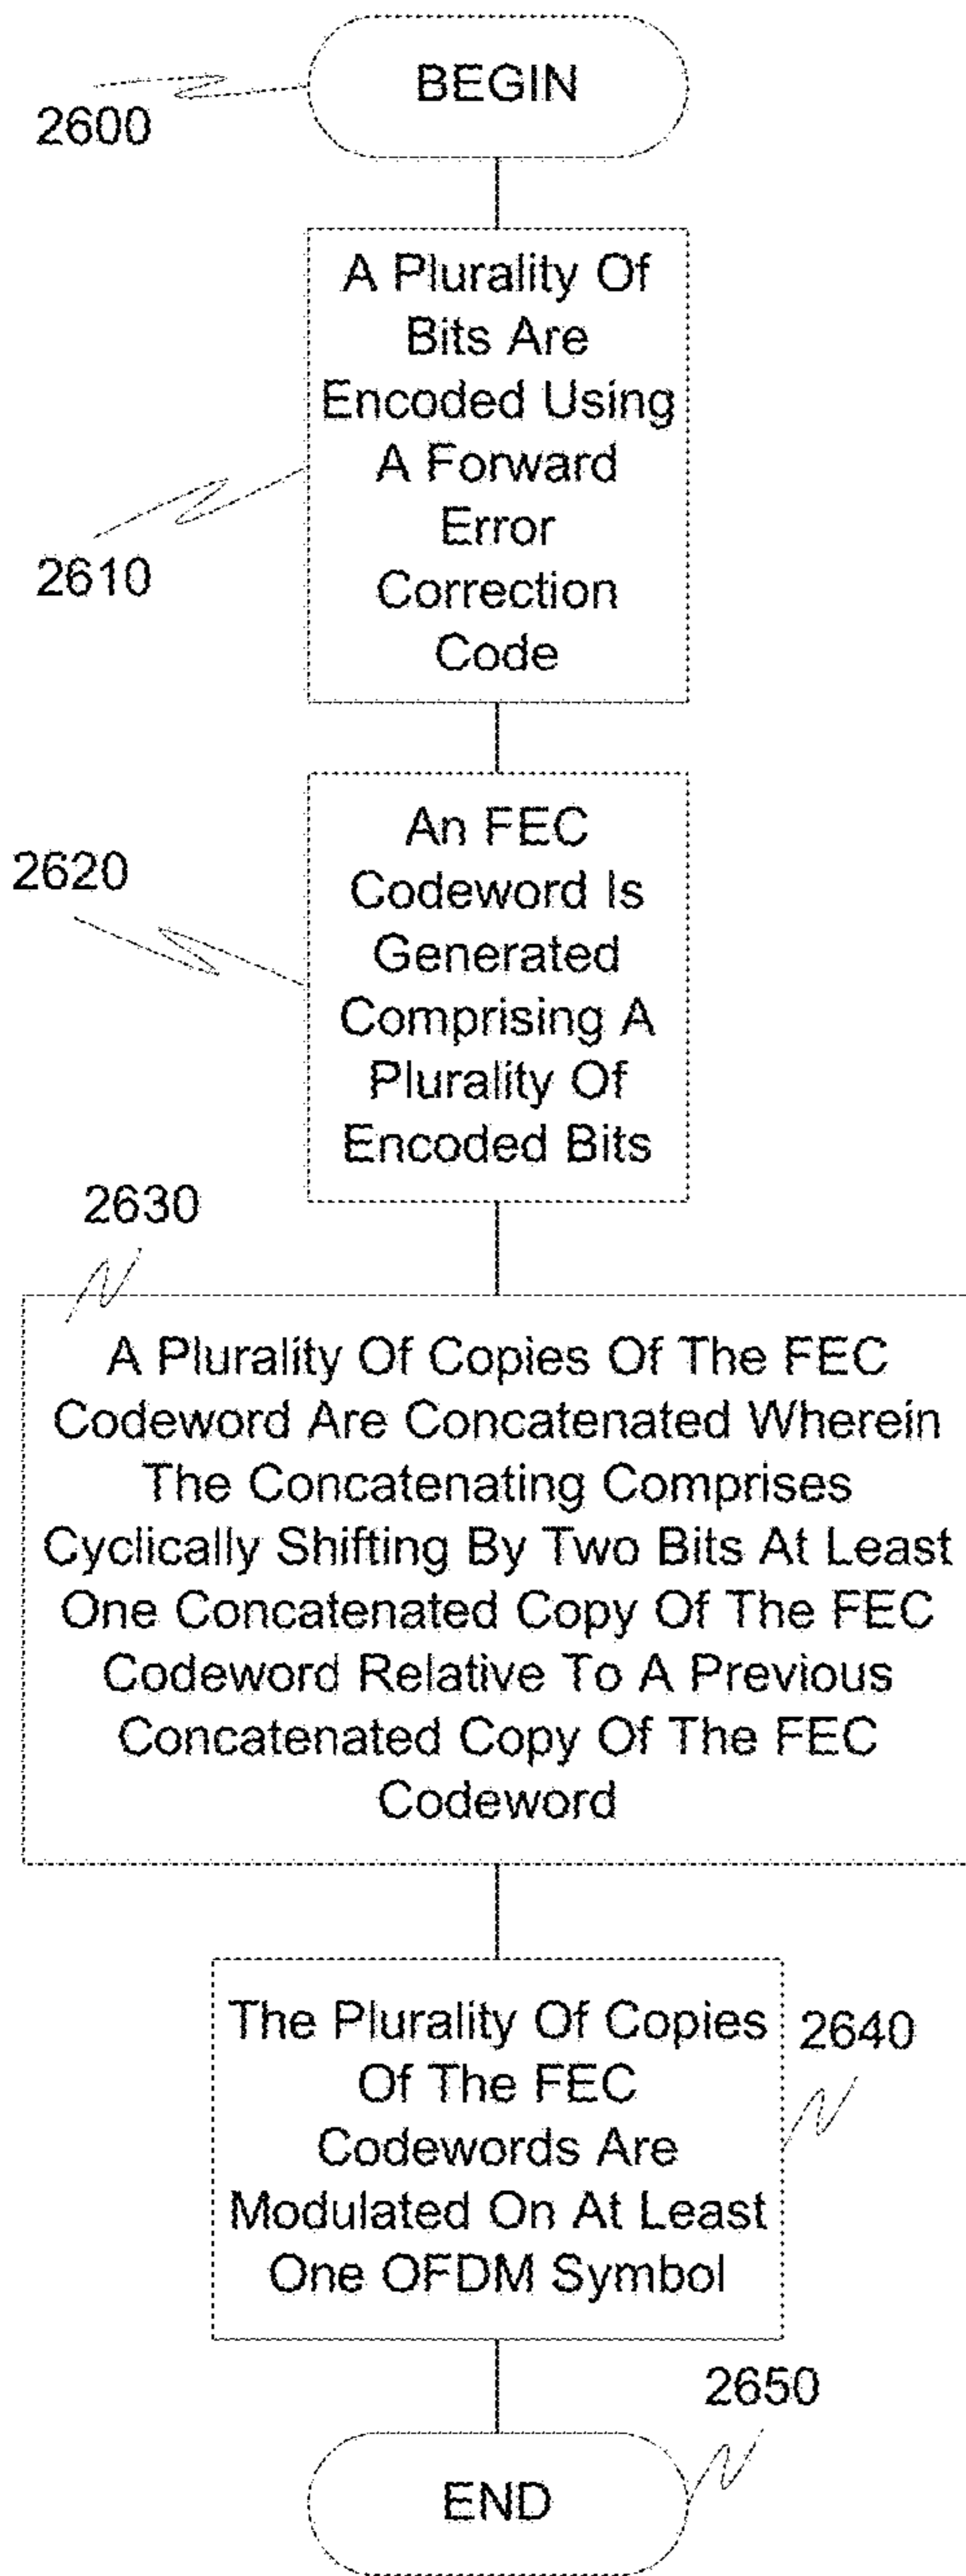 BEGIN
2600
A Plurality Of
Bits Are
Encoded Using
A Forward
Error
Correction
Code
2610
An FEC
Codeword Is
Generated
Comprising A
Plurality Of
Encoded Bits
2620
2630
A Plurality Of Copies Of The FEC
Codeword Are Concatenated Wherein
The Concatenating Comprises
Cyclically Shifting By Two Bits At Least
One Concatenated Copy Of The FEC
Codeword Relative To A Previous
Concatenated Copy Of The FEC
Codeword
The Plurality Of Copies
Of The FEC
Codewords Are
Modulated On At Least
One OFDM Symbol
2640
2650
END